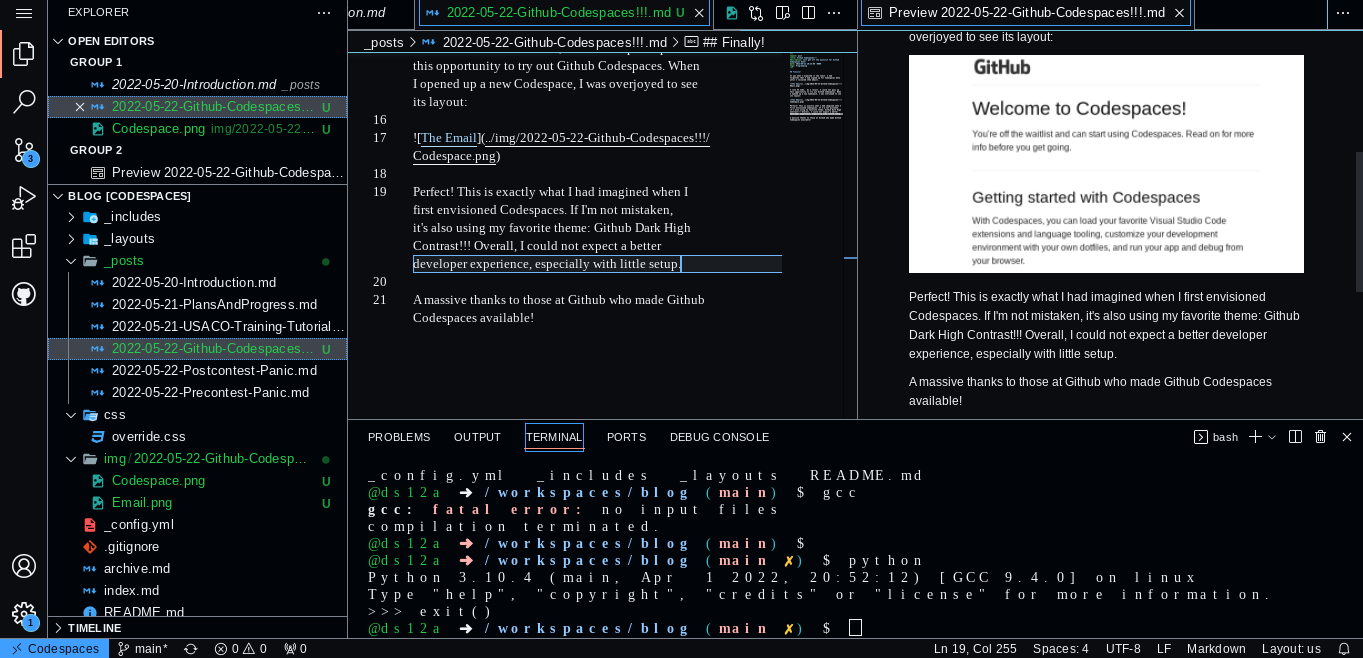 EXPLORER
OPEN EDITORS
GROUP 1
2022-05-20-Introduction.md _posts
2022-05-22-Github-Codespaces... U
Codespace.png img/2022-05-22... U
GROUP 2
Preview 2022-05-22-Github-Codespa...
BLOG [CODESPACES]
_includes
_layouts
_posts
2022-05-20-Introduction.md
2022-05-21-PlansAndProgress.md
2022-05-21-USACO-Training-Tutorial...
2022-05-22-Github-Codespaces... U
2022-05-22-Postcontest-Panic.md
2022-05-22-Precontest-Panic.md
css
override.css
img/2022-05-22-Github-Codesp...
Codespace.png U
Email.png U
_config.yml
.gitignore
archive.md
index.md
README.md
TIMELINE
3
1
on.md
2022-05-22-Github-Codespaces!!!.md U
_posts > 2022-05-22-Github-Codespaces!!!.md > ## Finally!
this opportunity to try out Github Codespaces. When
I opened up a new Codespace, I was overjoyed to see
its layout:
16
17 ![The Email](../img/2022-05-22-Github-Codespaces!!!/
Codespace.png)
18
19 Perfect! This is exactly what I had imagined when I
first envisioned Codespaces. If I'm not mistaken,
it's also using my favorite theme: Github Dark High
Contrast!!! Overall, I could not expect a better
developer experience, especially with little setup.
20
21 A massive thanks to those at Github who made Github
Codespaces available!
Preview 2022-05-22-Github-Codespaces!!!.md
overjoyed to see its layout:
GitHub
Welcome to Codespaces!
You're off the waitlist and can start using Codespaces. Read on for more
info before you get going.
Getting started with Codespaces
With Codespaces, you can load your favorite Visual Studio Code
extensions and language tooling, customize your development
environment with your own dotfiles, and run your app and debug from
your browser.
Perfect! This is exactly what I had imagined when I first envisioned
Codespaces. If I'm not mistaken, it's also using my favorite theme: Github
Dark High Contrast!!! Overall, I could not expect a better developer
experience, especially with little setup.
A massive thanks to those at Github who made Github Codespaces
available!
PROBLEMS OUTPUT TERMINAL PORTS DEBUG CONSOLE
bash
_config.yml _includes _layouts README.md
@ds12a ➜ /workspaces/blog (main) $ gcc
gcc: fatal error: no input files
compilation terminated.
@ds12a ➜ /workspaces/blog (main) $
@ds12a ➜ /workspaces/blog (main ✗) $ python
Python 3.10.4 (main, Apr 1 2022, 20:52:12) [GCC 9.4.0] on linux
Type "help", "copyright", "credits" or "license" for more information.
>>> exit()
@ds12a ➜ /workspaces/blog (main ✗) $
Codespaces main* 0 0 0
Ln 19, Col 255 Spaces: 4 UTF-8 LF Markdown Layout: us